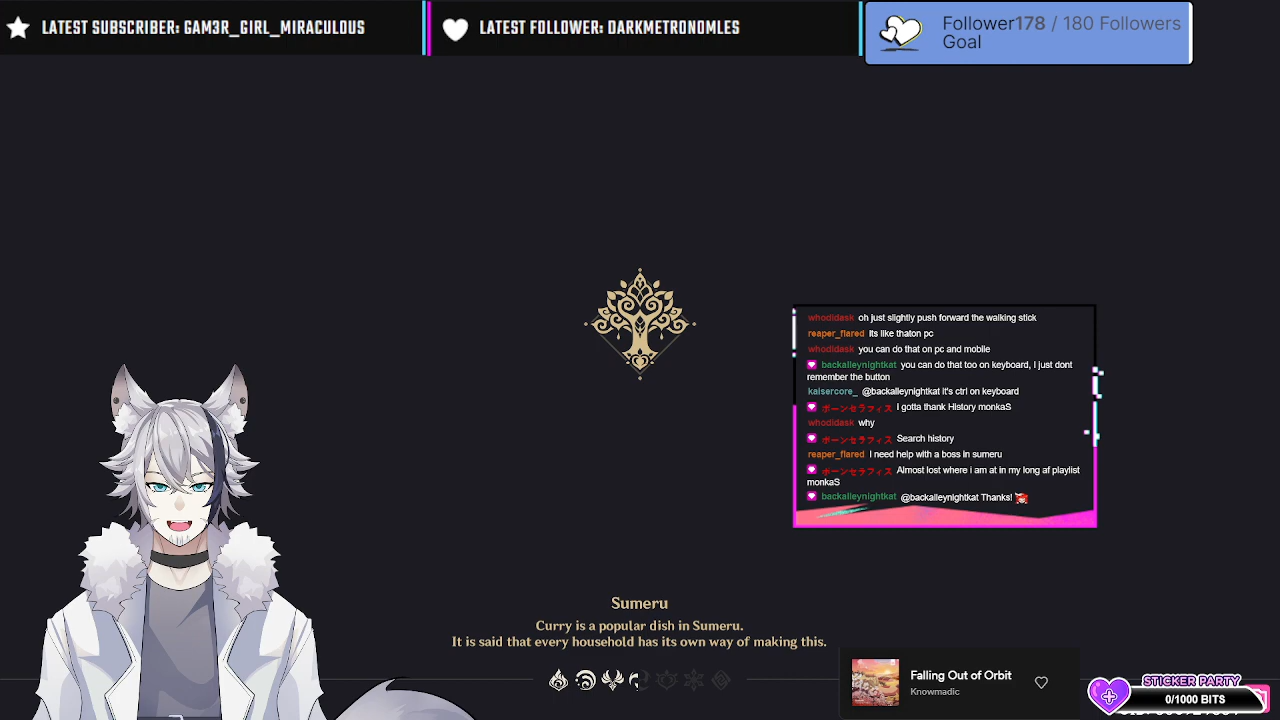 LATEST SUBSCRIBER: GAM3R_GIRL_MIRACULOUS
LATEST FOLLOWER: DARKMETRONOMLES
Follower178 / 180 Followers
Goal
whodidask oh just slightly push forward the walking stick
reaper_flared Its like thaton pc
whodidask you can do that on pc and mobile
backalleynightkat you can do that too on keyboard, I just dont
remember the button
kaisercore_ @backalleynightkat It's ctrl on keyboard
ボーンセラフィス I gotta thank History monkaS
whodidask why
ボーンセラフィス Search history
reaper_flared I need help with a boss in sumeru
ボーンセラフィス Almost lost where i am at in my long af playlist
monkaS
backalleynightkat @backalleynightkat Thanks!
Sumeru
Curry is a popular dish in Sumeru.
It is said that every household has its own way of making this.
Falling Out of Orbit
Knowmadic
STICKER PARTY
0/1000 BITS